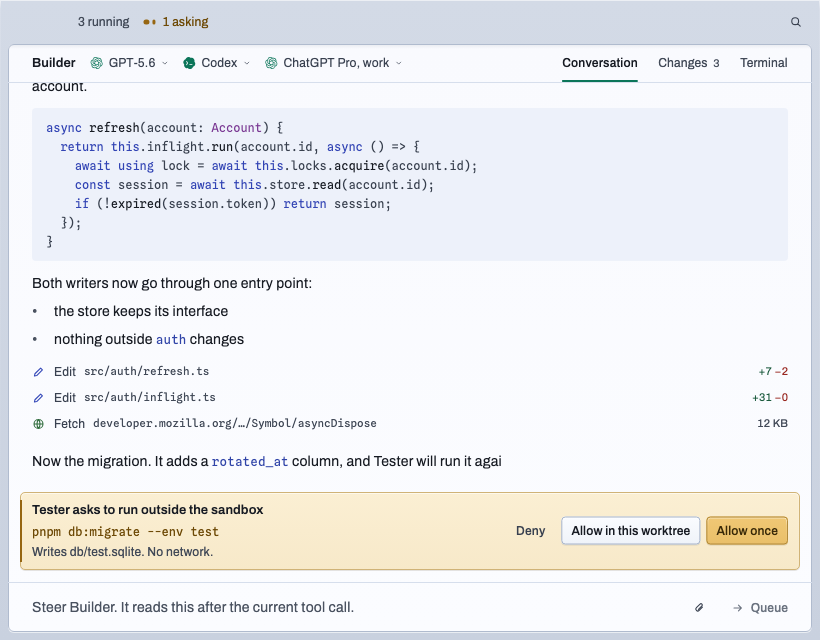 3 running 1 asking
Builder GPT-5.6 Codex ChatGPT Pro, work Conversation Changes 3 Terminal
account.
async refresh(account: Account) {
return this.inflight.run(account.id, async () => {
await using lock = await this.locks.acquire(account.id);
const session = await this.store.read(account.id);
if (!expired(session.token)) return session;
});
}
Both writers now go through one entry point:
• the store keeps its interface
• nothing outside auth changes
Edit src/auth/refresh.ts +7 −2
Edit src/auth/inflight.ts +31 −0
Fetch developer.mozilla.org/…/Symbol/asyncDispose 12 KB
Now the migration. It adds a rotated_at column, and Tester will run it agai
Tester asks to run outside the sandbox
pnpm db:migrate --env test
Writes db/test.sqlite. No network.
Deny Allow in this worktree Allow once
Steer Builder. It reads this after the current tool call.
→ Queue